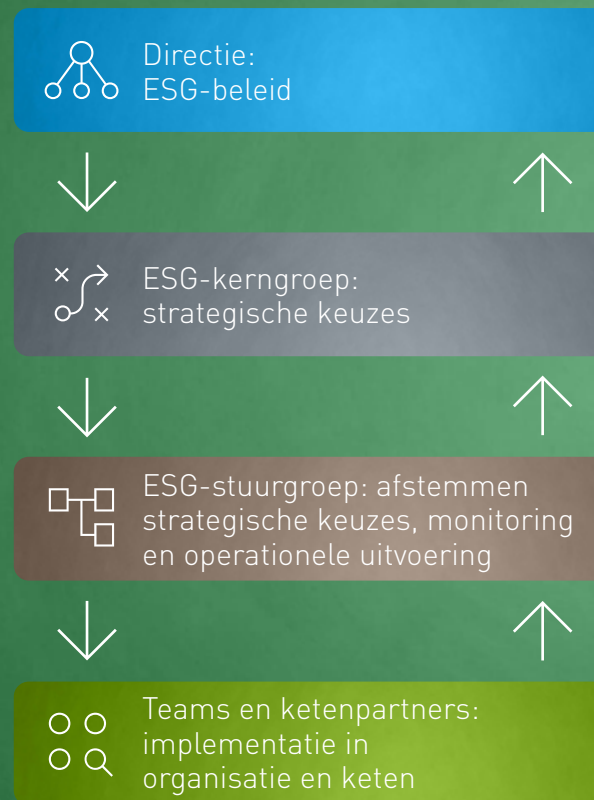 Directie:
ESG-beleid
ESG-kerngroep:
strategische keuzes
ESG-stuurgroep: afstemmen
strategische keuzes, monitoring
en operationele uitvoering
Teams en ketenpartners:
implementatie in
organisatie en keten